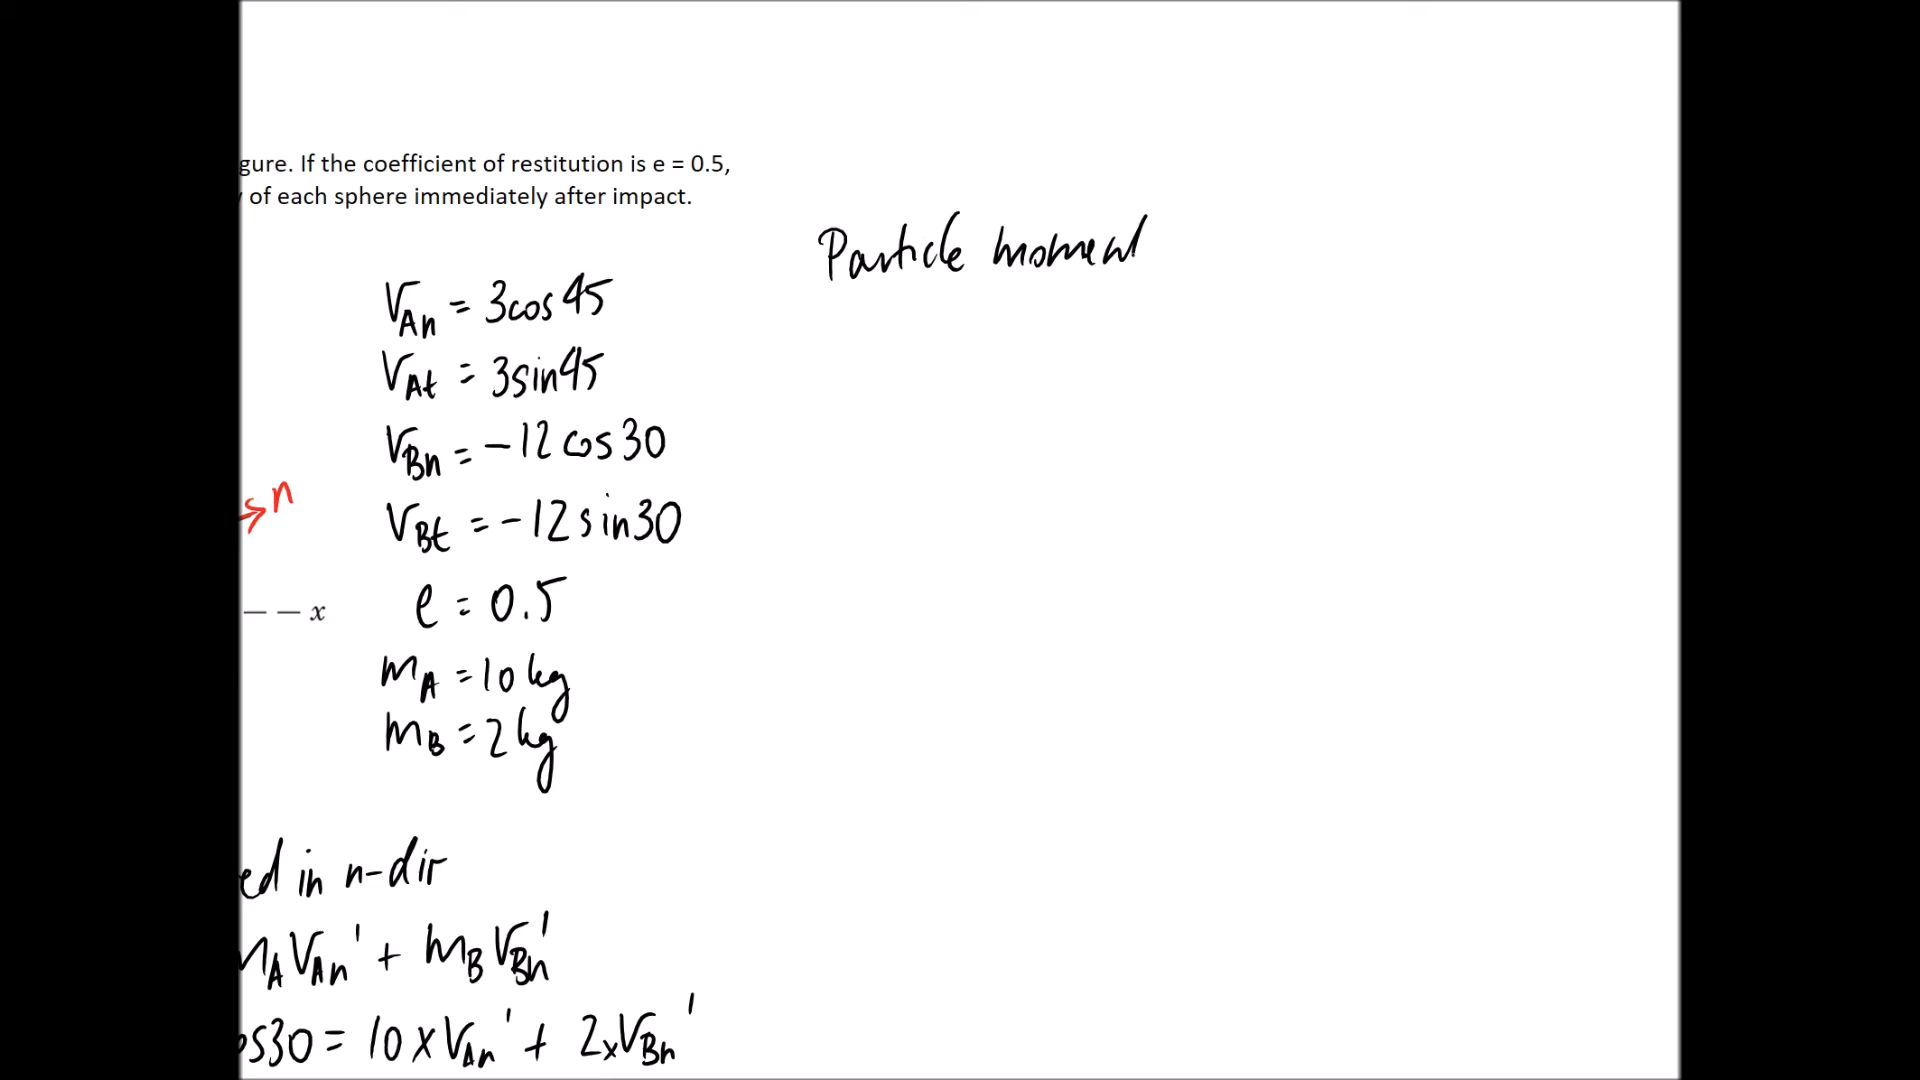 gure. If the coefficient of restitution is e = 0.5,
of each sphere immediately after impact.
Particle moment
V_An = 3cos45
V_At = 3sin45
V_Bn = -12cos30
n
V_Bt = -12sin30
e = 0.5
x
m_A = 10kg
m_B = 2kg
ed in n-dir
m_A V_An' + m_B V_Bn'
os30 = 10 x V_An' + 2 x V_Bn'